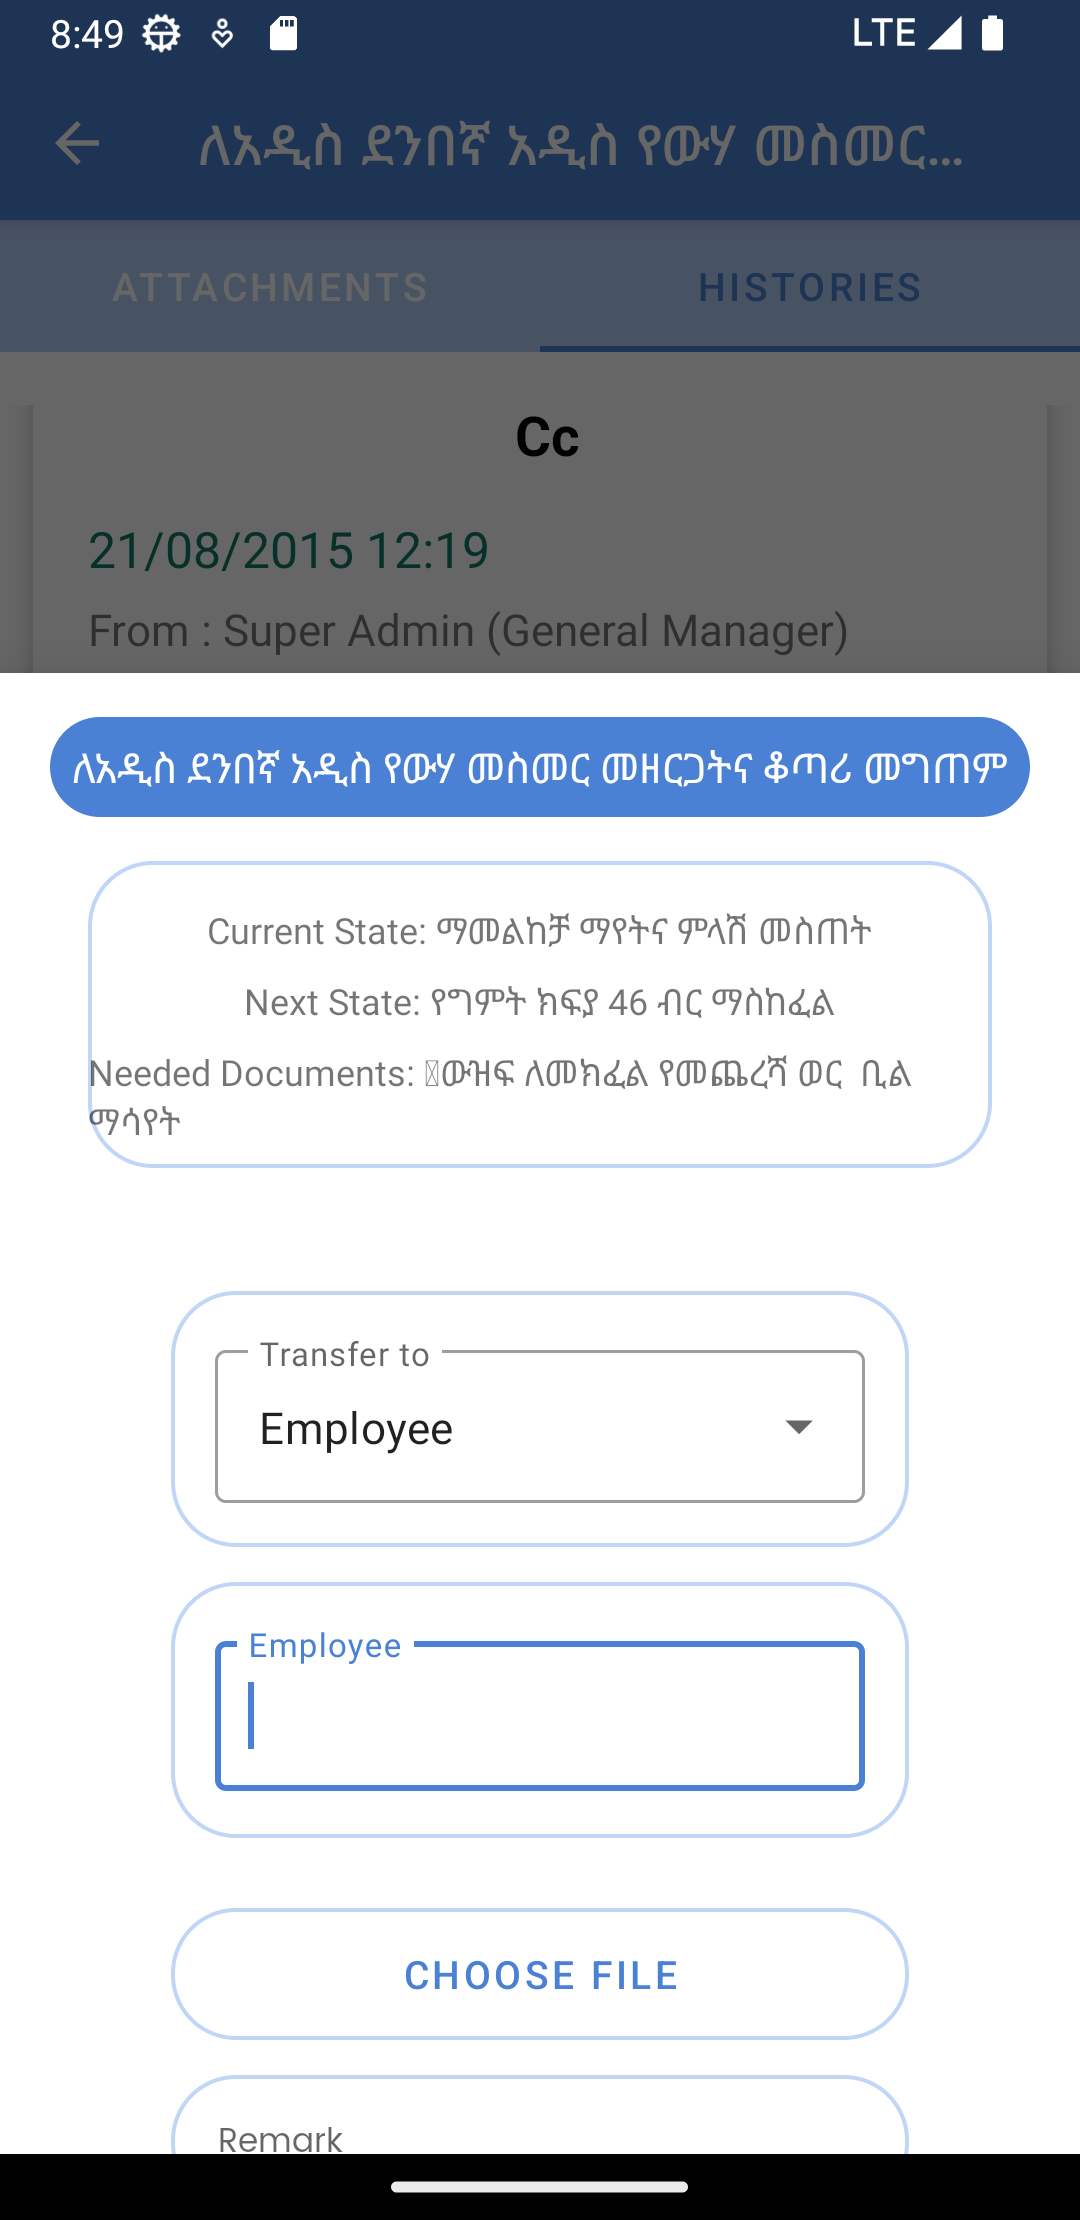 8:49
LTE
ለአዲስ ደንበኛ አዲስ የውሃ መስመር...
ATTACHMENTS
HISTORIES
Cc
21/08/2015 12:19
From : Super Admin (General Manager)
ለአዲስ ደንበኛ አዲስ የውሃ መስመር መዘርጋትና ቆጣሪ መግጠም
Current State: ማመልከቻ ማየትና ምላሽ መስጠት
Next State: የግምት ክፍያ 46 ብር ማስከፈል
Needed Documents: ውዝፍ ለመክፈል የመጨረሻ ወር ቢል
ማሳየት
Transfer to
Employee
Employee
CHOOSE FILE
Remark